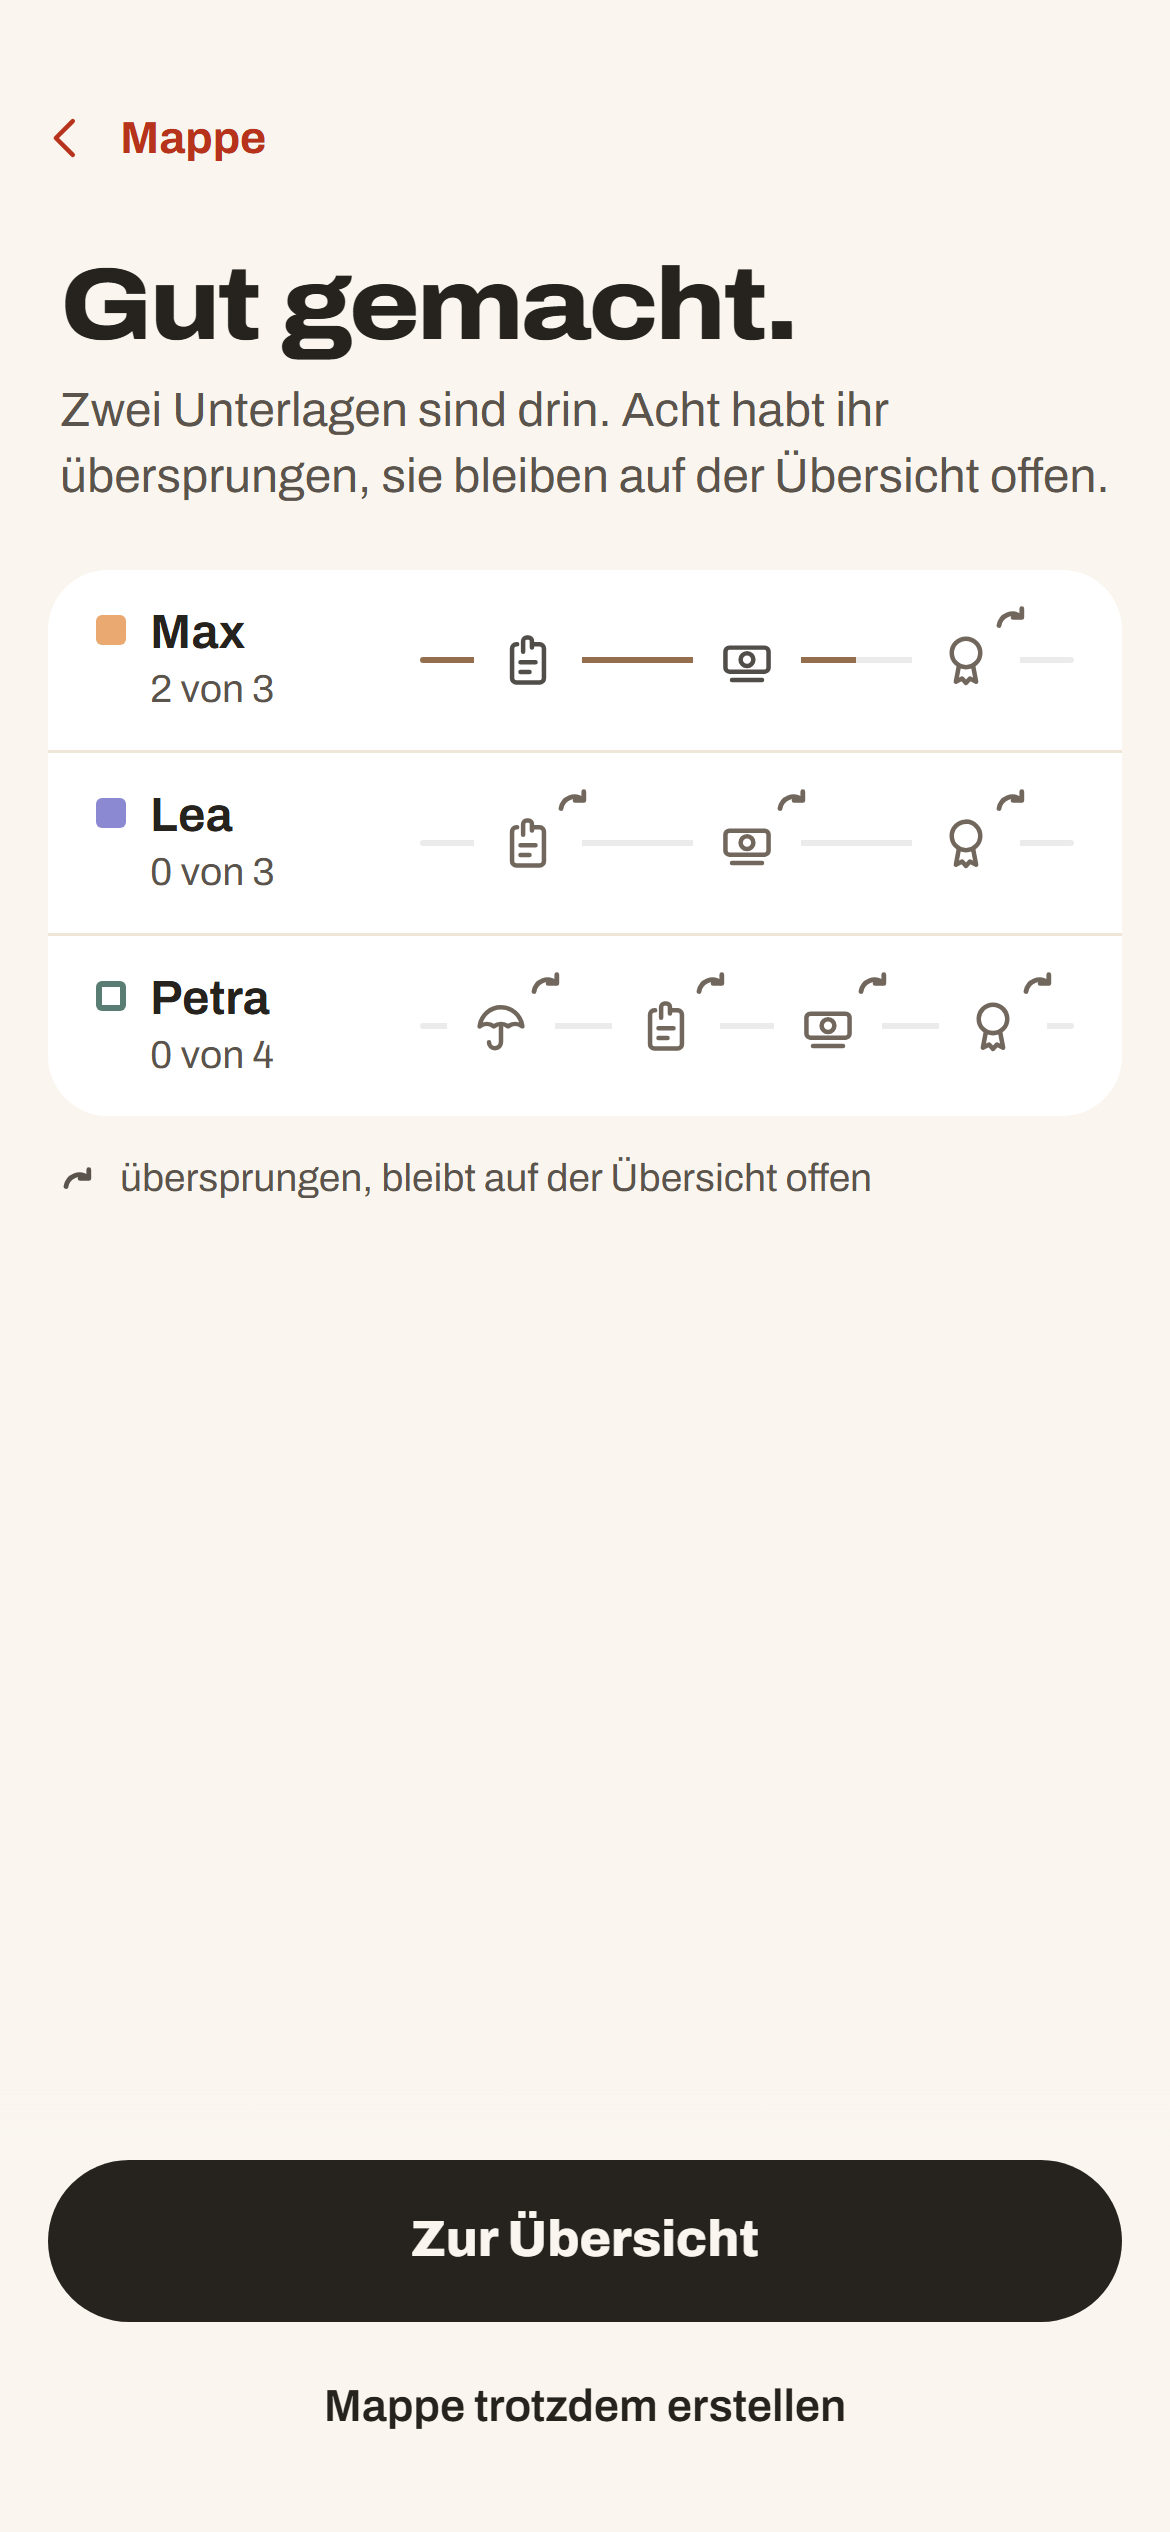 Mappe
Gut gemacht.
Zwei Unterlagen sind drin. Acht habt ihr
übersprungen, sie bleiben auf der Übersicht offen.
Max
2 von 3
Lea
0 von 3
Petra
0 von 4
übersprungen, bleibt auf der Übersicht offen
Zur Übersicht
Mappe trotzdem erstellen